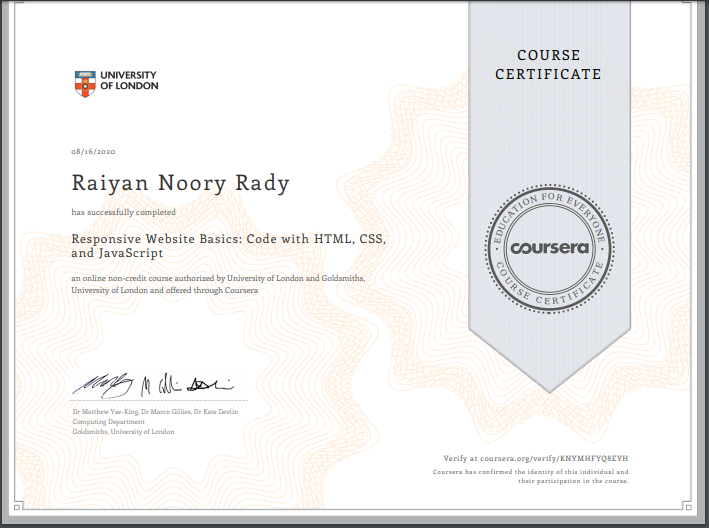 UNIVERSITY
OF LONDON
COURSE
CERTIFICATE
08/16/2020
Raiyan Noory Rady
has successfully completed
Responsive Website Basics: Code with HTML, CSS,
and JavaScript
an online non-credit course authorized by University of London and Goldsmiths,
University of London and offered through Coursera
EDUCATION FOR EVERYONE
coursera
COURSE CERTIFICATE
Dr Matthew Yee-King, Dr Marco Gillies, Dr Kate Devlin
Computing Department
Goldsmiths, University of London
Verify at coursera.org/verify/KNYMHFYQ8EYH
Coursera has confirmed the identity of this individual and
their participation in the course.